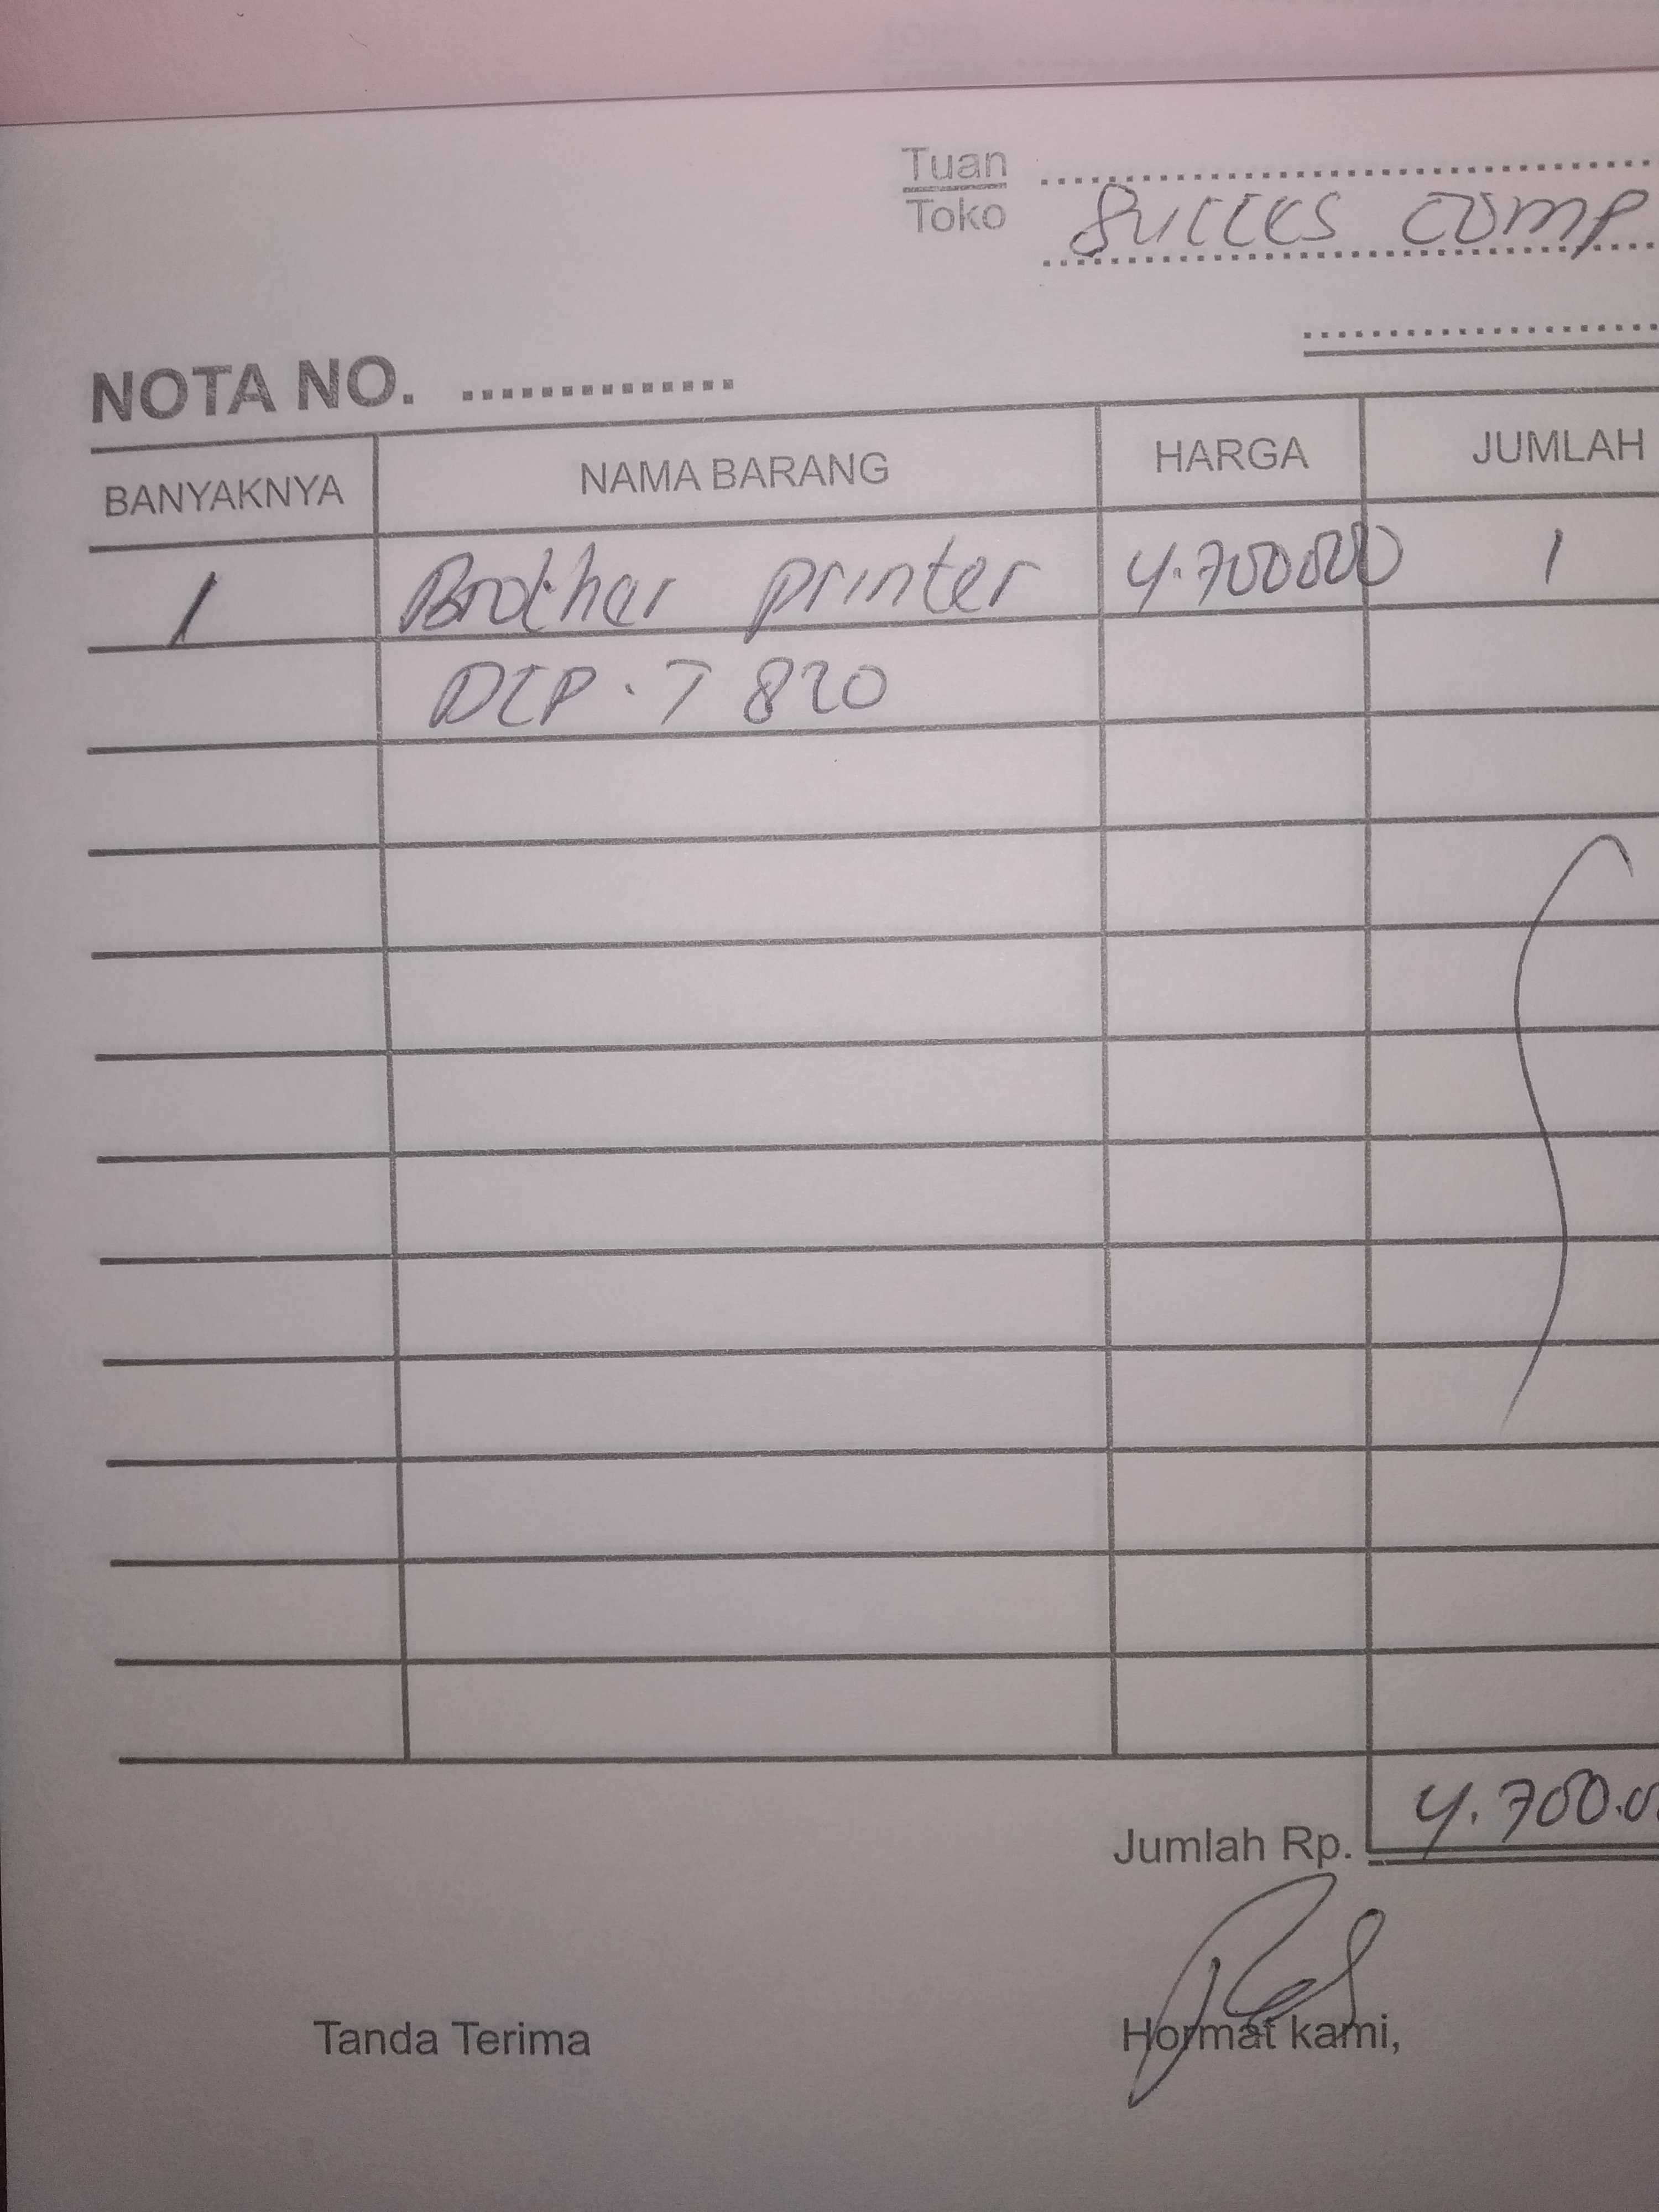 Tuan
Toko Succes comp
NOTA NO. ...............
BANYAKNYA NAMA BARANG HARGA JUMLAH
1 Brother printer 4.700000 1
DCP. T 820
Jumlah Rp. 4.700.0
Tanda Terima Hormat kami,